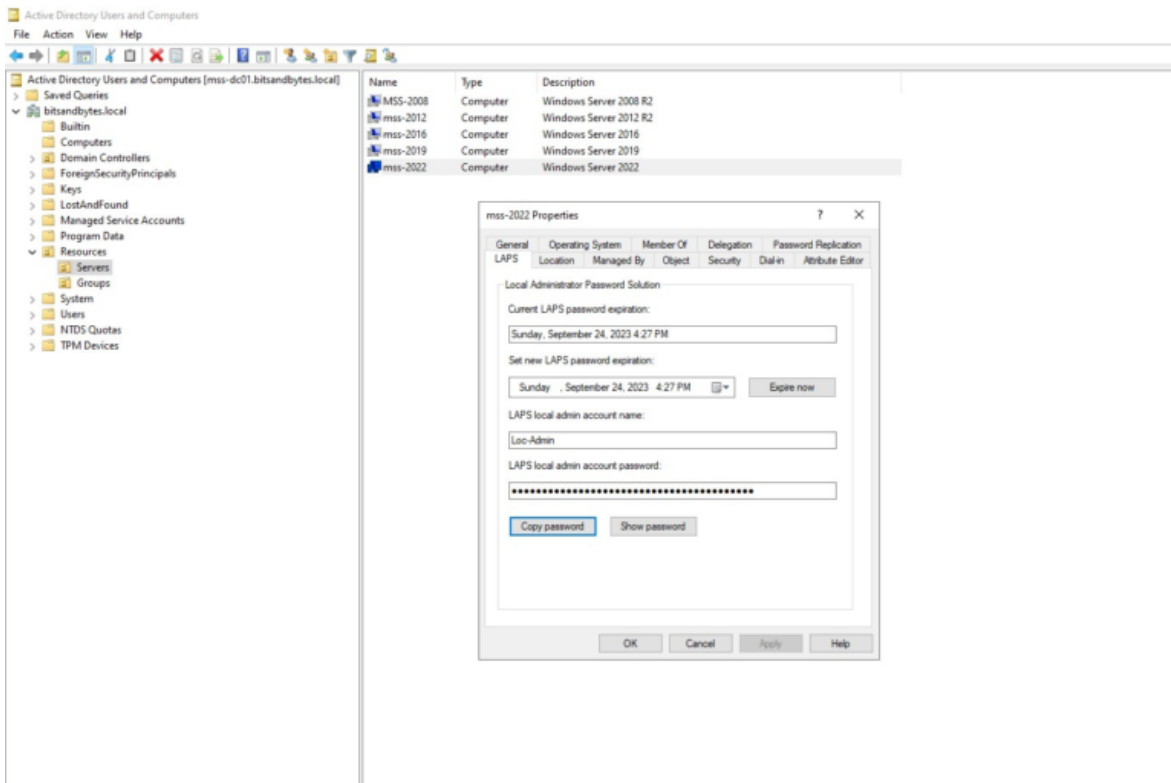 Active Directory Users and Computers
File Action View Help
Active Directory Users and Computers [mss-dc01.bitsandbytes.local]
Saved Queries
bitsandbytes.local
Builtin
Computers
Domain Controllers
ForeignSecurityPrincipals
Keys
LostAndFound
Managed Service Accounts
Program Data
Resources
Servers
Groups
System
Users
NTDS Quotas
TPM Devices
Name Type Description
MSS-2008 Computer Windows Server 2008 R2
mss-2012 Computer Windows Server 2012 R2
mss-2016 Computer Windows Server 2016
mss-2019 Computer Windows Server 2019
mss-2022 Computer Windows Server 2022
mss-2022 Properties ? ✕
General Operating System Member Of Delegation Password Replication
LAPS Location Managed By Object Security Dial-in Attribute Editor
Local Administrator Password Solution
Current LAPS password expiration:
Sunday, September 24, 2023 4:27 PM
Set new LAPS password expiration:
Sunday , September 24, 2023 4:27 PM Expire now
LAPS local admin account name:
Loc-Admin
LAPS local admin account password:
Copy password Show password
OK Cancel Apply Help